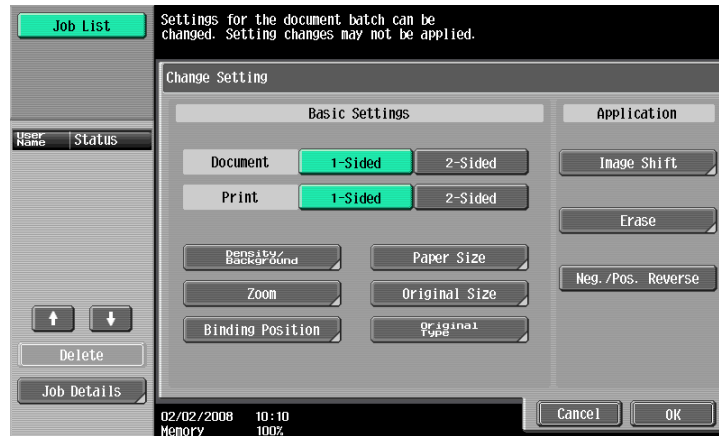 Job List
Settings for the document batch can be
changed. Setting changes may not be applied.
Change Setting
Basic Settings
Application
User
Name
Status
Document
1-Sided
2-Sided
Image Shift
Print
1-Sided
2-Sided
Erase
Density/
Background
Paper Size
Neg./Pos. Reverse
Zoom
Original Size
Binding Position
Original
Type
Delete
Job Details
02/02/2008 10:10
Memory 100%
Cancel
OK